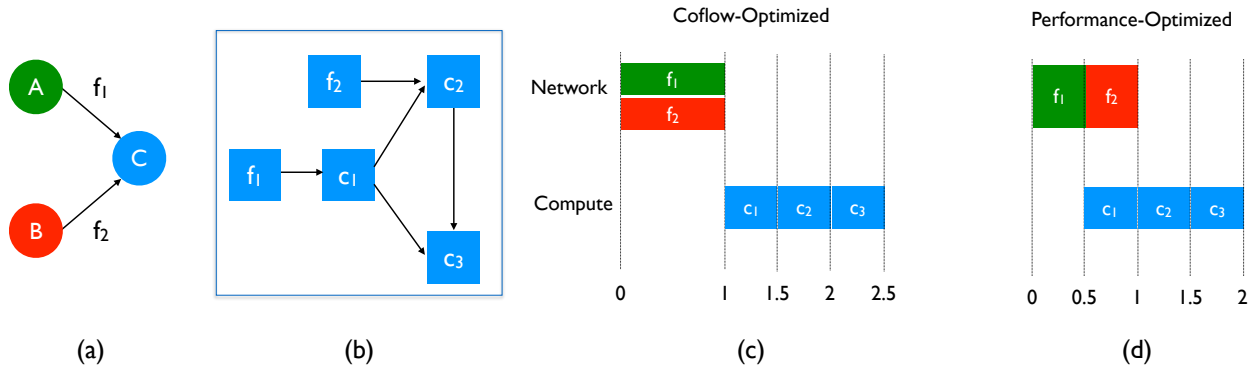 A
f1
C
B
f2
(a)
f2
c2
f1
c1
c3
(b)
Coflow-Optimized
Network
f1
f2
Compute
c1 c2 c3
0 1 1.5 2 2.5
(c)
Performance-Optimized
f1 f2
c1 c2 c3
0 0.5 1 1.5 2
(d)